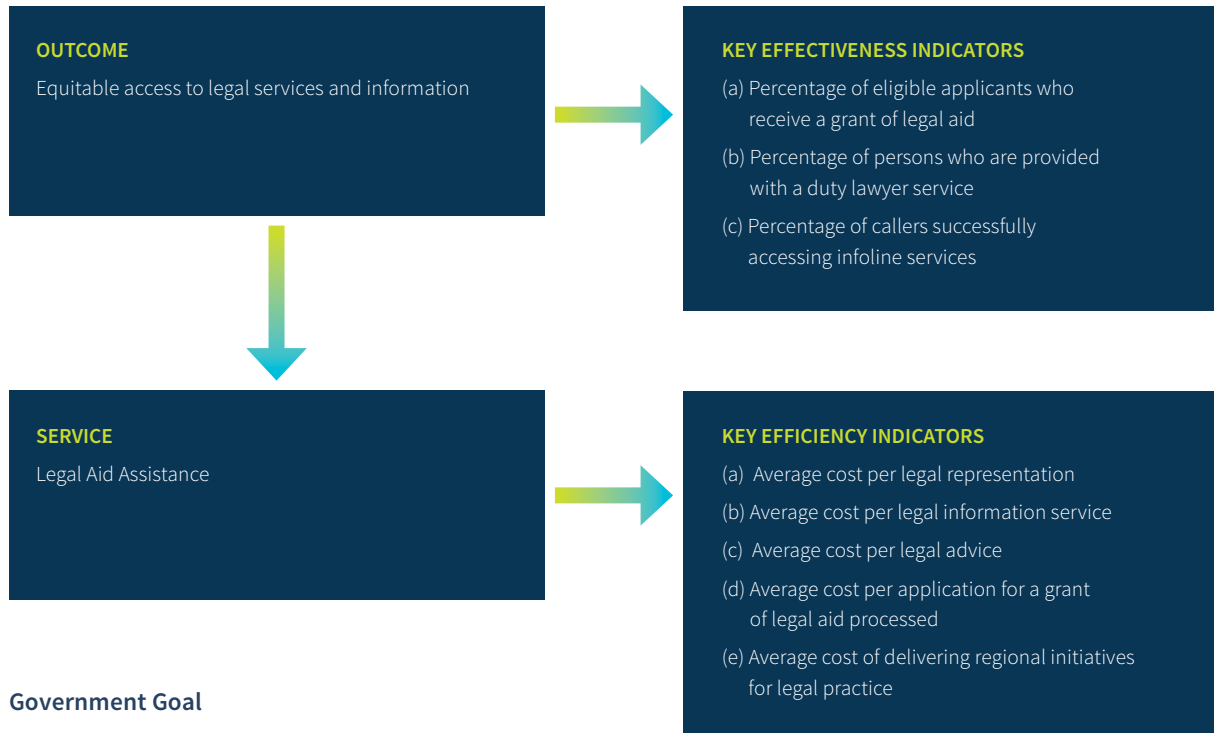 OUTCOME
Equitable access to legal services and information
KEY EFFECTIVENESS INDICATORS
(a) Percentage of eligible applicants who
receive a grant of legal aid
(b) Percentage of persons who are provided
with a duty lawyer service
(c) Percentage of callers successfully
accessing infoline services
SERVICE
Legal Aid Assistance
KEY EFFICIENCY INDICATORS
(a) Average cost per legal representation
(b) Average cost per legal information service
(c) Average cost per legal advice
(d) Average cost per application for a grant
of legal aid processed
(e) Average cost of delivering regional initiatives
for legal practice
Government Goal